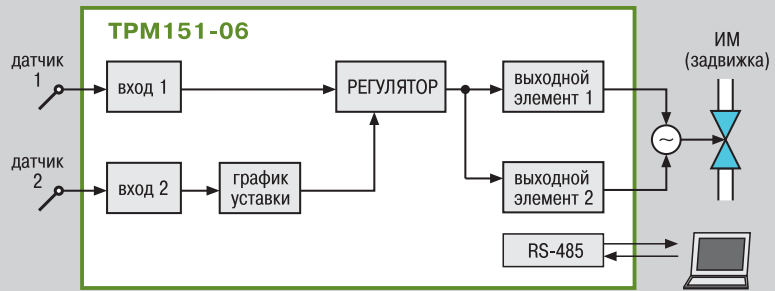 ТРМ151-06
ИМ
(задвижка)
датчик
1
вход 1
РЕГУЛЯТОР
выходной
элемент 1
~
датчик
2
вход 2
график
уставки
выходной
элемент 2
RS-485